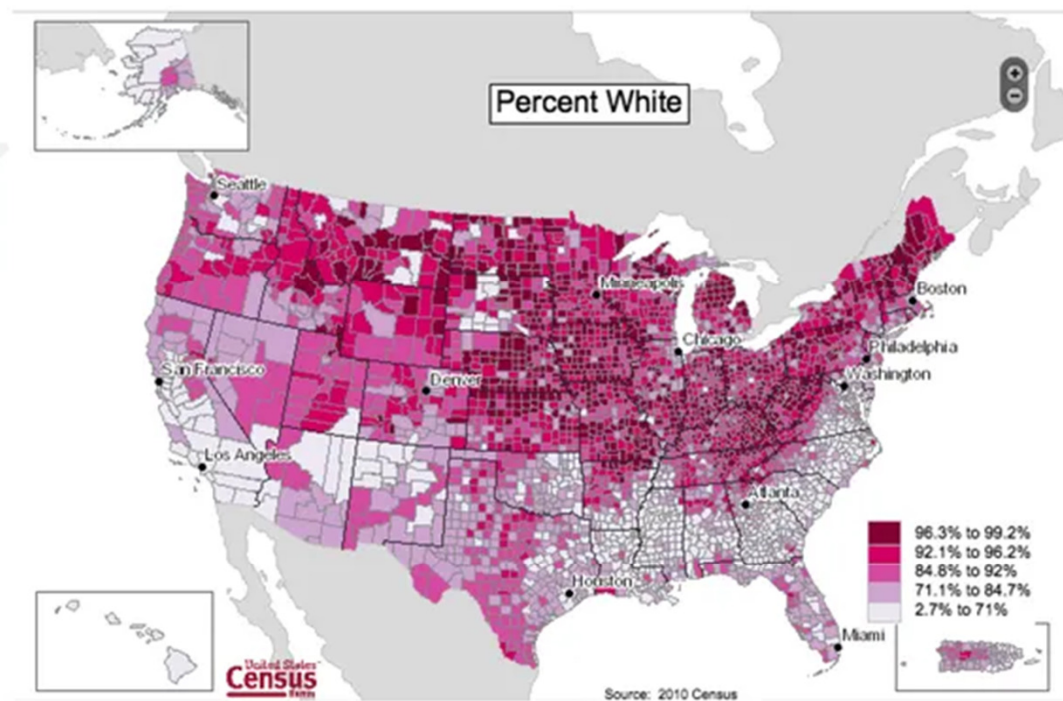 Percent White
+
−
Seattle
Minneapolis
Boston
Chicago
Philadelphia
Washington
San Francisco
Denver
Los Angeles
Atlanta
Houston
Miami
96.3% to 99.2%
92.1% to 96.2%
84.8% to 92%
71.1% to 84.7%
2.7% to 71%
United States
Census
Source: 2010 Census